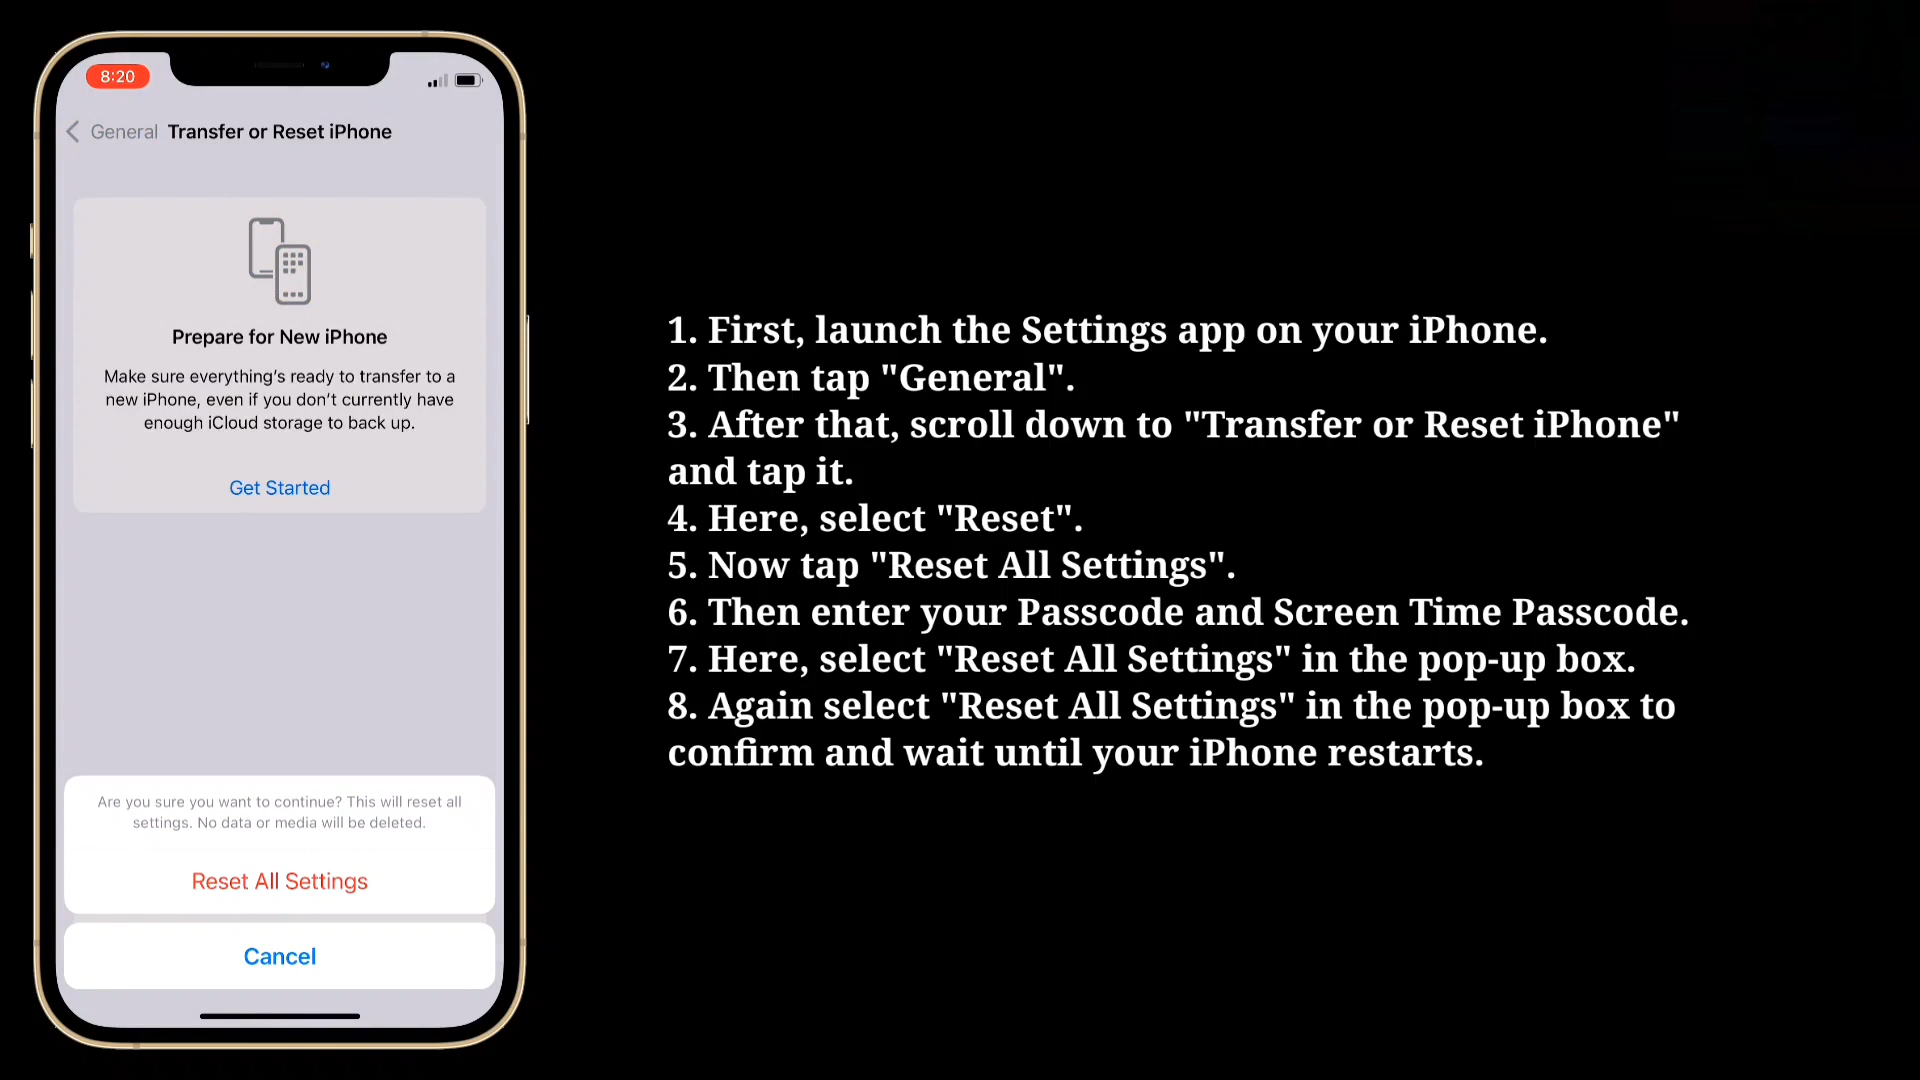 8:20
General Transfer or Reset iPhone
Prepare for New iPhone
Make sure everything’s ready to transfer to a
new iPhone, even if you don’t currently have
enough iCloud storage to back up.
Get Started
Are you sure you want to continue? This will reset all
settings. No data or media will be deleted.
Reset All Settings
Cancel
1. First, launch the Settings app on your iPhone.
2. Then tap "General".
3. After that, scroll down to "Transfer or Reset iPhone"
and tap it.
4. Here, select "Reset".
5. Now tap "Reset All Settings".
6. Then enter your Passcode and Screen Time Passcode.
7. Here, select "Reset All Settings" in the pop-up box.
8. Again select "Reset All Settings" in the pop-up box to
confirm and wait until your iPhone restarts.